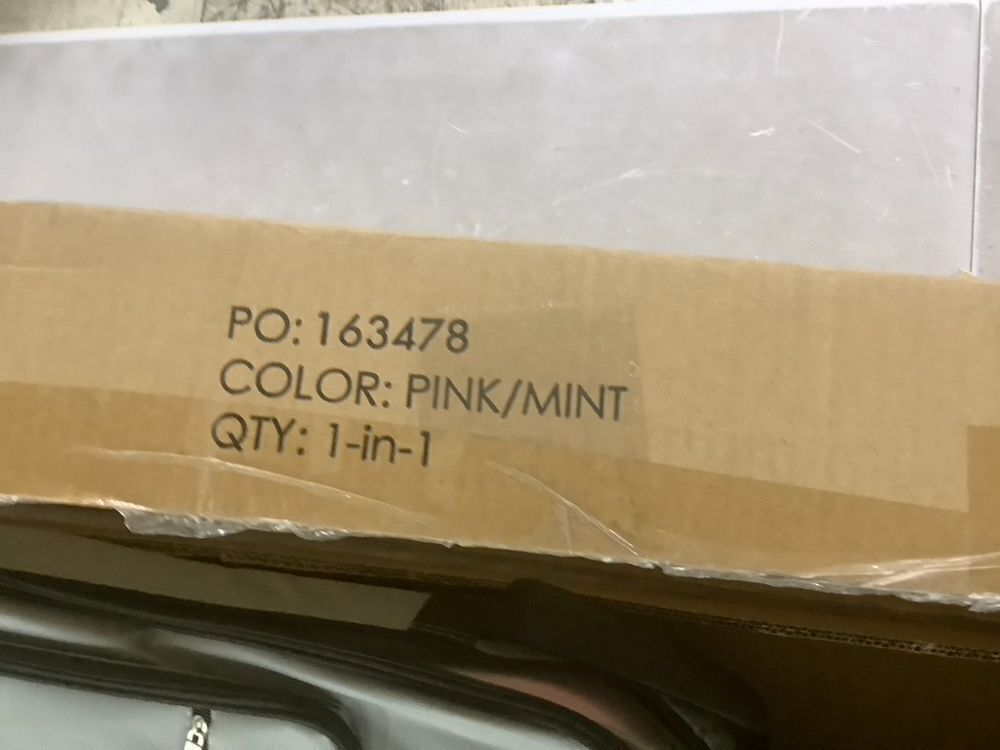 PO: 163478
COLOR: PINK/MINT
QTY: 1-in-1